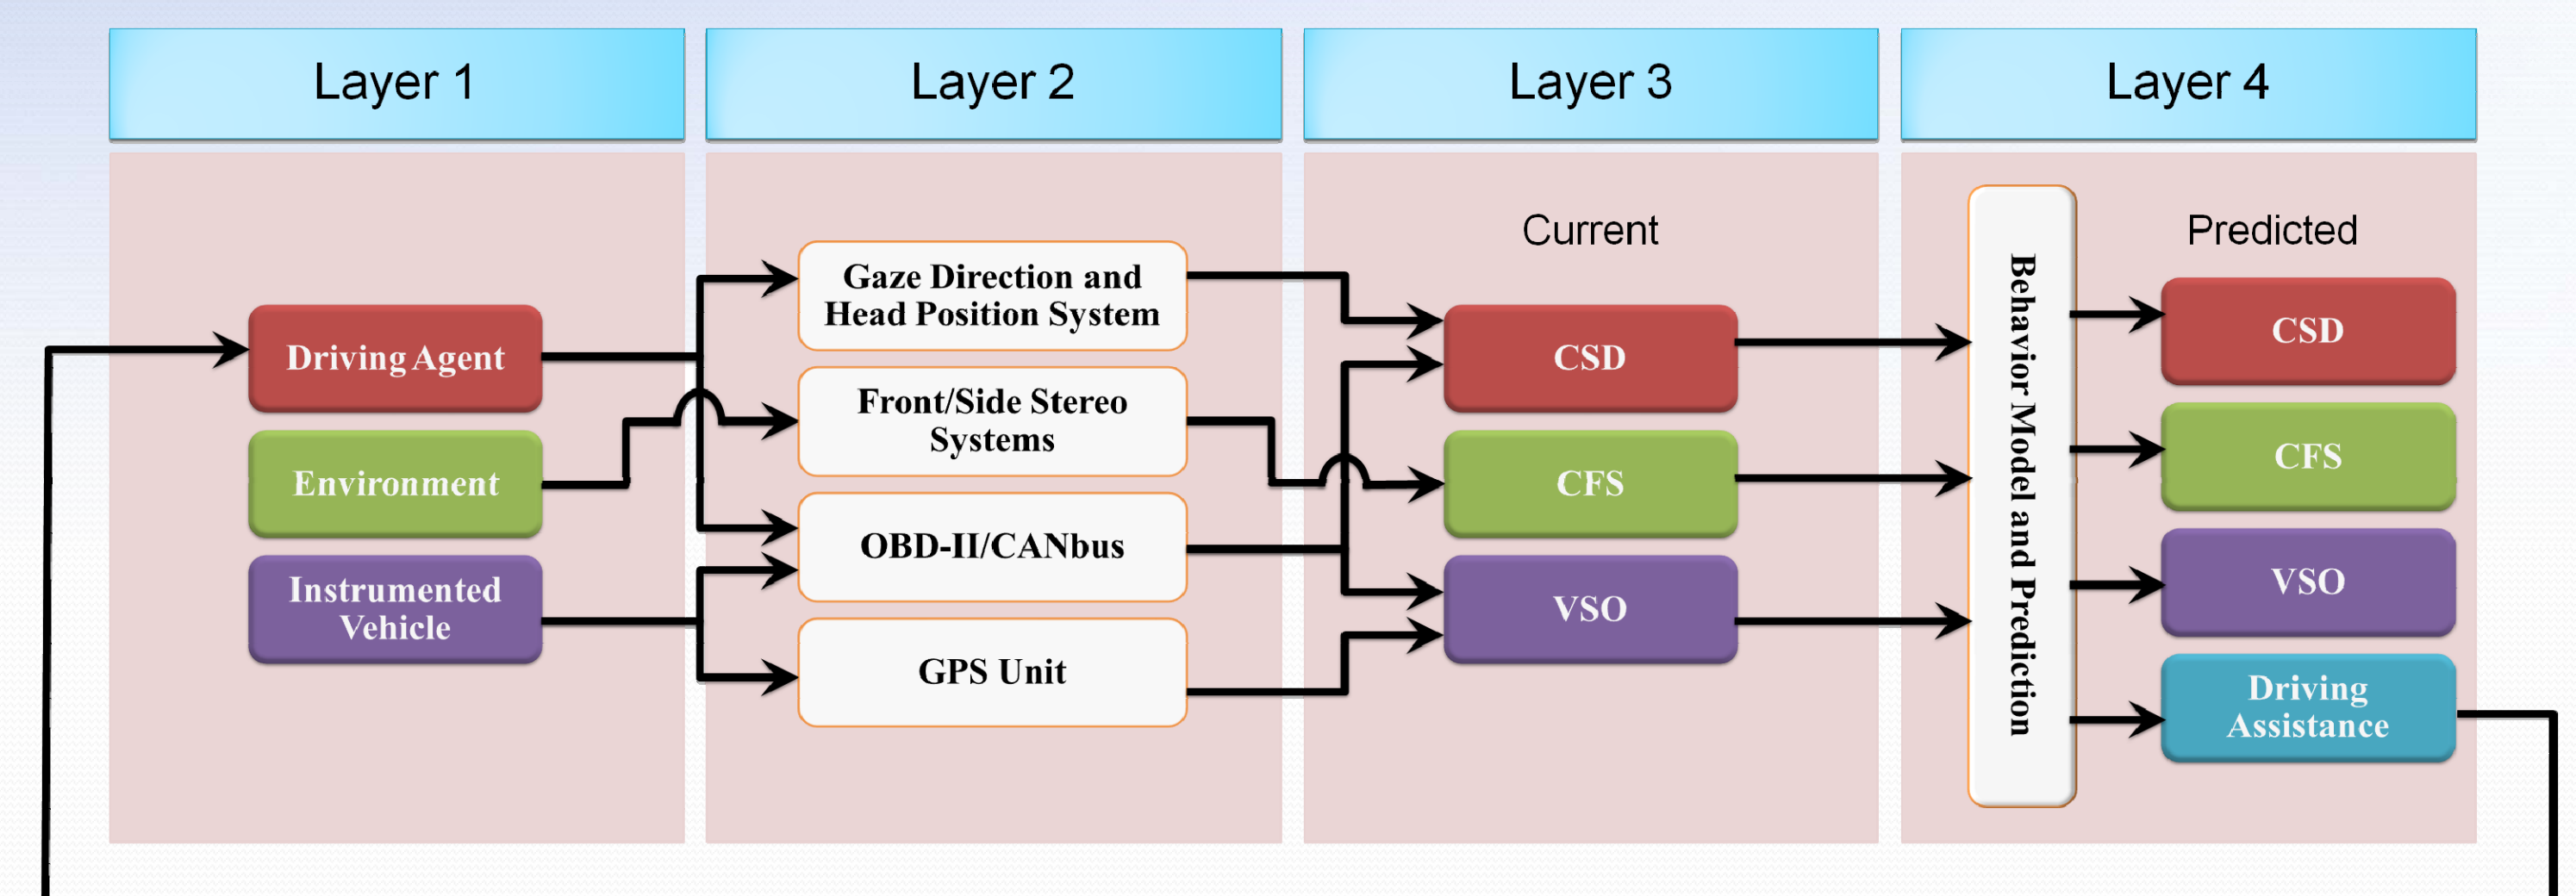 Layer 1
Layer 2
Layer 3
Layer 4
Driving Agent
Environment
Instrumented
Vehicle
Gaze Direction and
Head Position System
Front/Side Stereo
Systems
OBD-II/CANbus
GPS Unit
Current
CSD
CFS
VSO
Behavior Model and Prediction
Predicted
CSD
CFS
VSO
Driving
Assistance